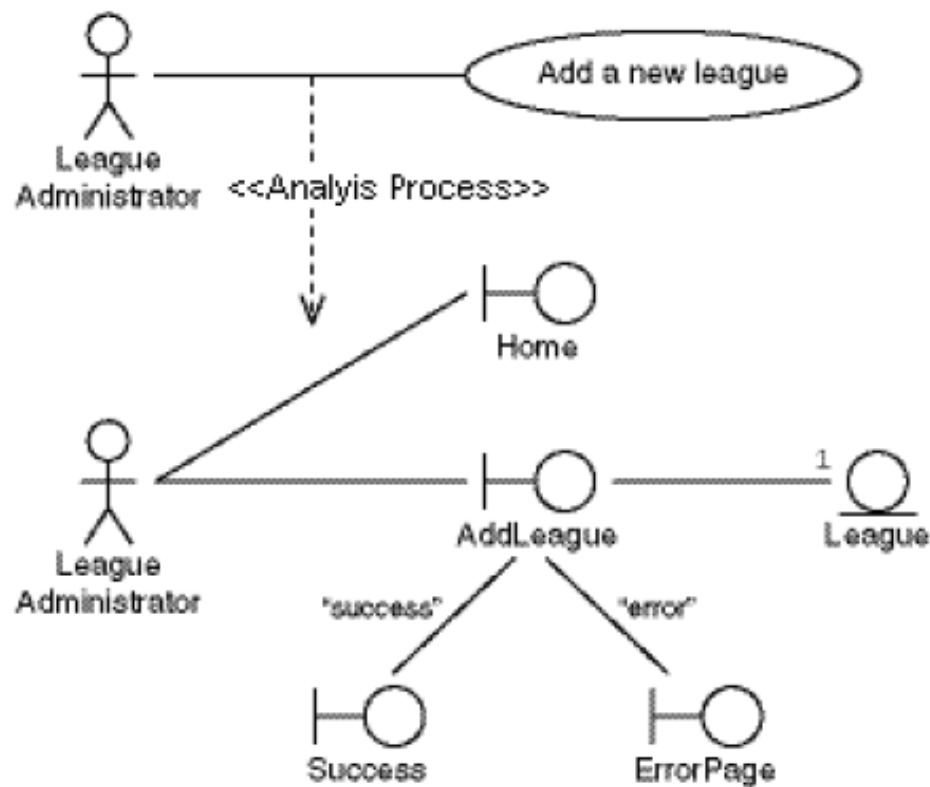 Add a new league
League
Administrator
<<Analyis Process>>
Home
1
AddLeague
League
League
Administrator
"success"
"error"
Success
ErrorPage